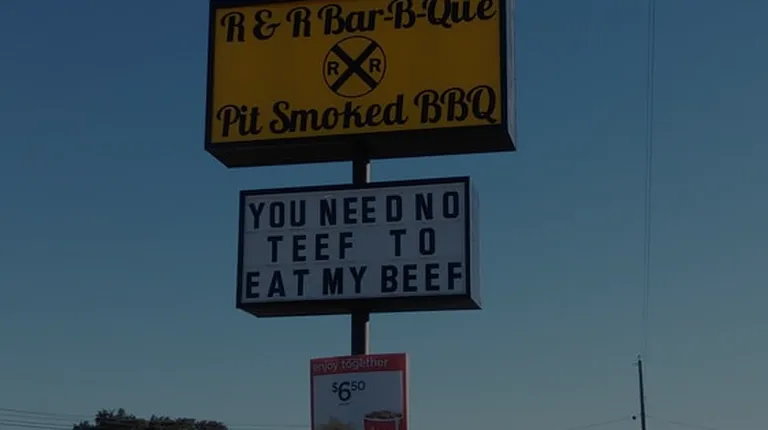 R & R Bar-B-Que
R R
Pit Smoked BBQ
YOU NEED NO
TEEF TO
EAT MY BEEF
enjoy together
$6.50